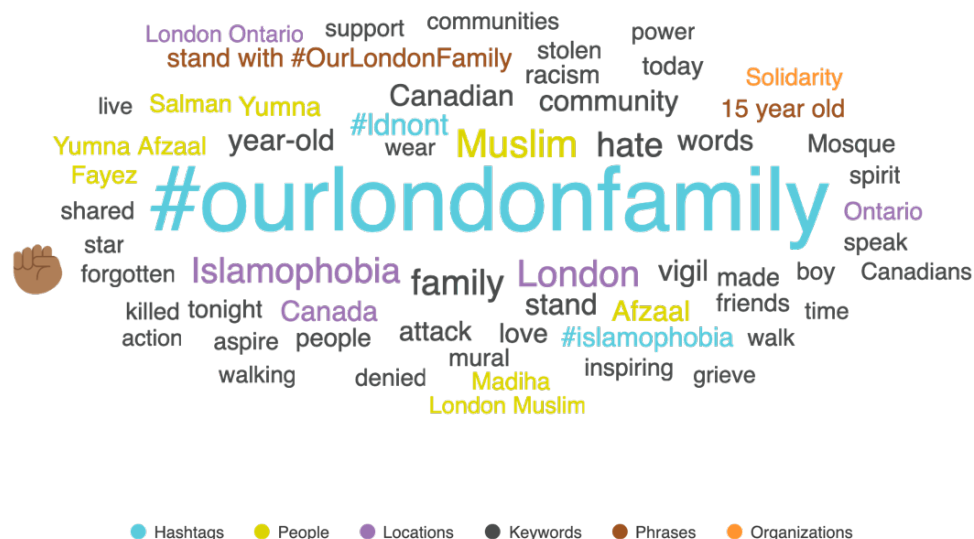 London Ontario support communities power
stand with #OurLondonFamily stolen today
racism Solidarity
live Salman Yumna Canadian community 15 year old
#ldnont
Yumna Afzaal year-old wear Muslim hate words Mosque
Fayez #ourlondonfamily spirit
shared Ontario
star speak
forgotten Islamophobia family London vigil made boy Canadians
killed tonight Canada stand Afzaal friends time
action aspire people attack love #islamophobia walk
mural
walking denied Madiha inspiring grieve
London Muslim
Hashtags People Locations Keywords Phrases Organizations